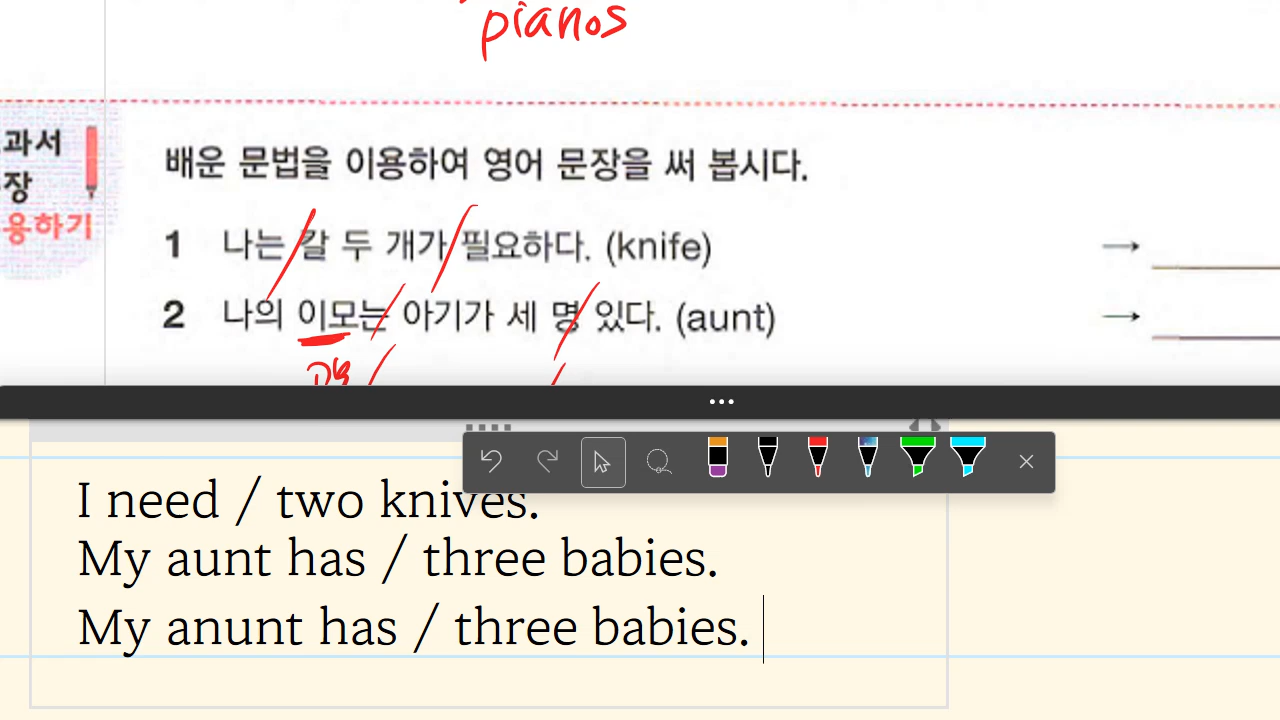 pianos
과서
장
용하기
배운 문법을 이용하여 영어 문장을 써 봅시다.
1 나는 칼 두 개가 필요하다. (knife) →
2 나의 이모는 아기가 세 명 있다. (aunt) →
I need / two knives.
My aunt has / three babies.
My anunt has / three babies.